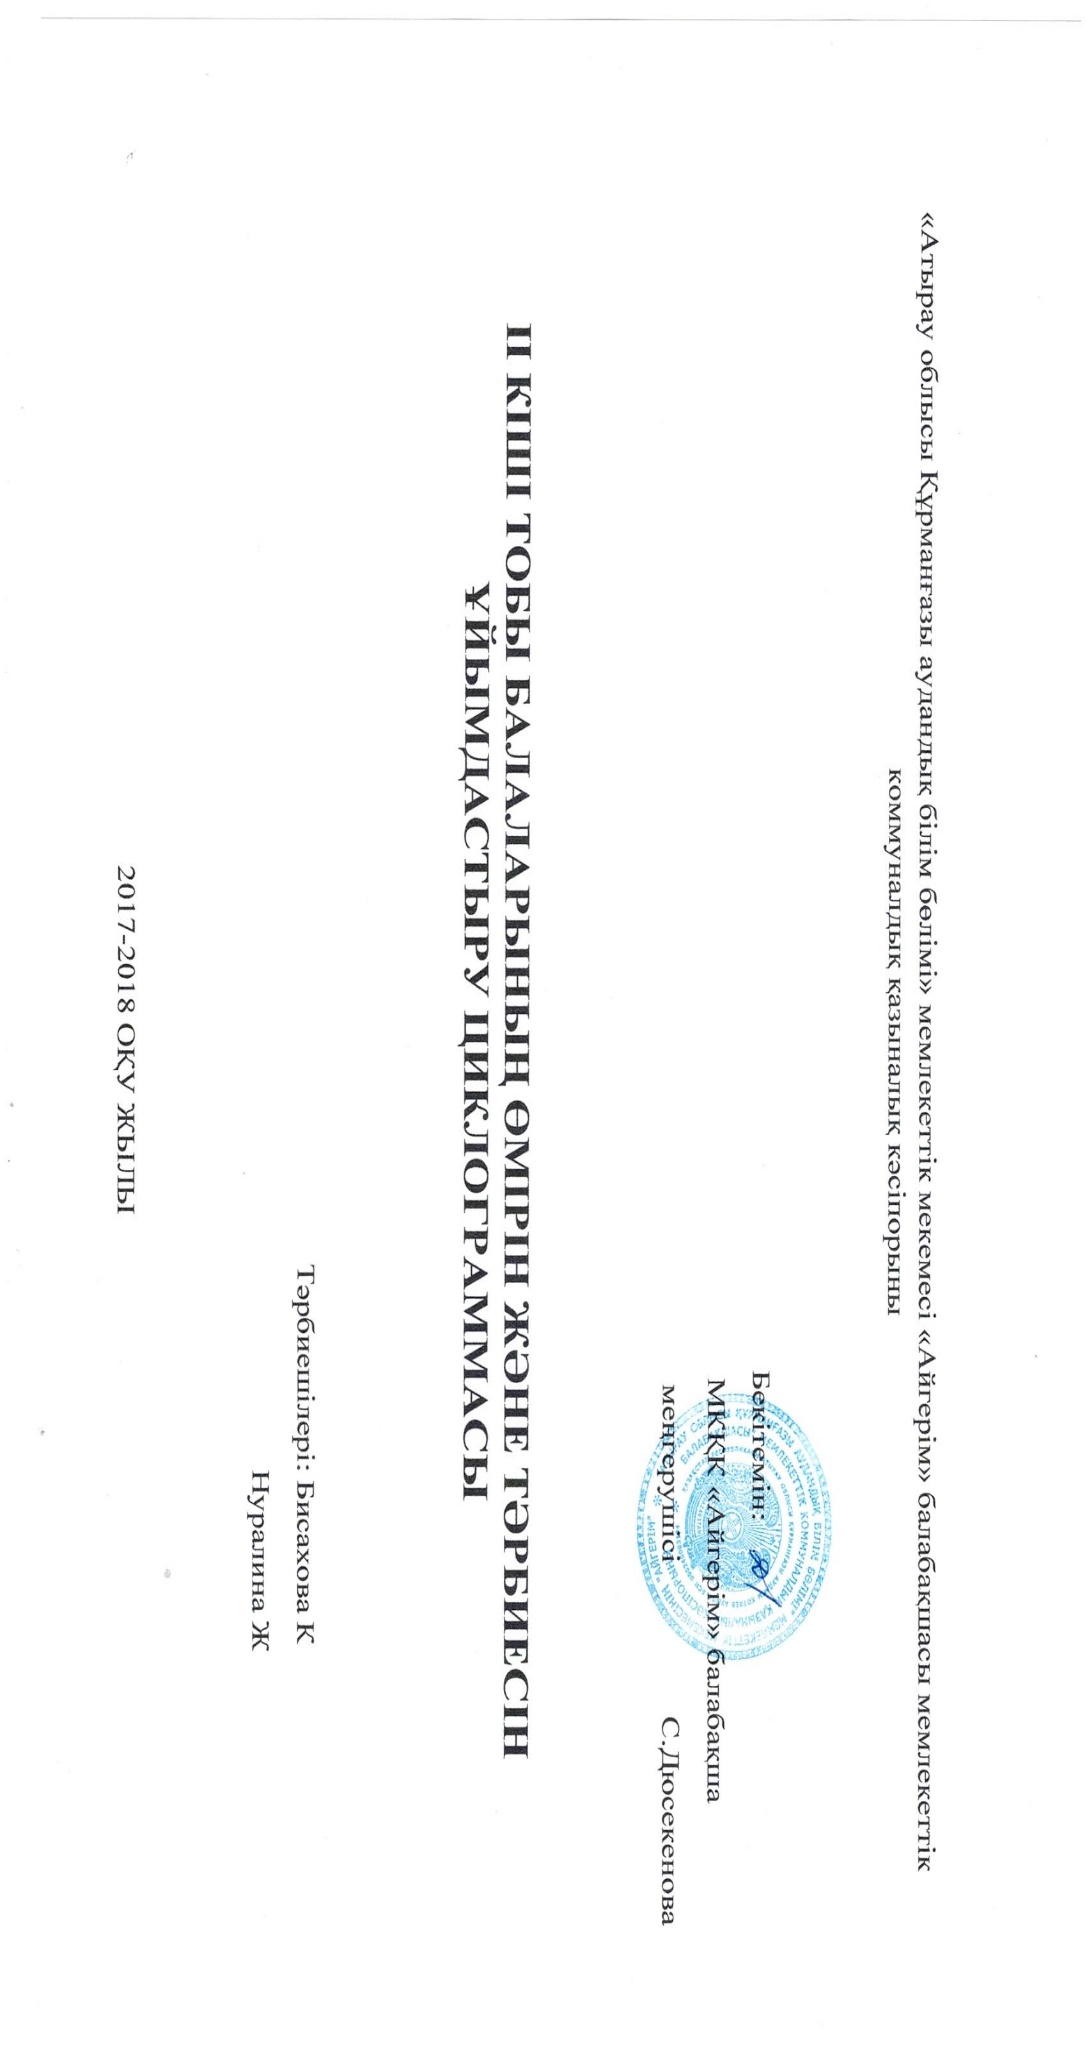 «Атырау облысы Құрманғазы аудандық білім бөлімі» мемлекеттік мекемесі «Айгерім» балабақшасы мемлекеттік
коммуналдық қазыналық кәсіпорыны
Бекітемін:
МКҚК «Айгерім» балабақша
меңгерушісі С.Дюсекенова
ІІ КІШІ ТОБЫ БАЛАЛАРЫНЫҢ ӨМІРІН ЖӘНЕ ТӘРБИЕСІН
ҰЙЫМДАСТЫРУ ЦИКЛОГРАММАСЫ
Тәрбиешілері: Бисахова К
Нуралина Ж
2017-2018 ОҚУ ЖЫЛЫ